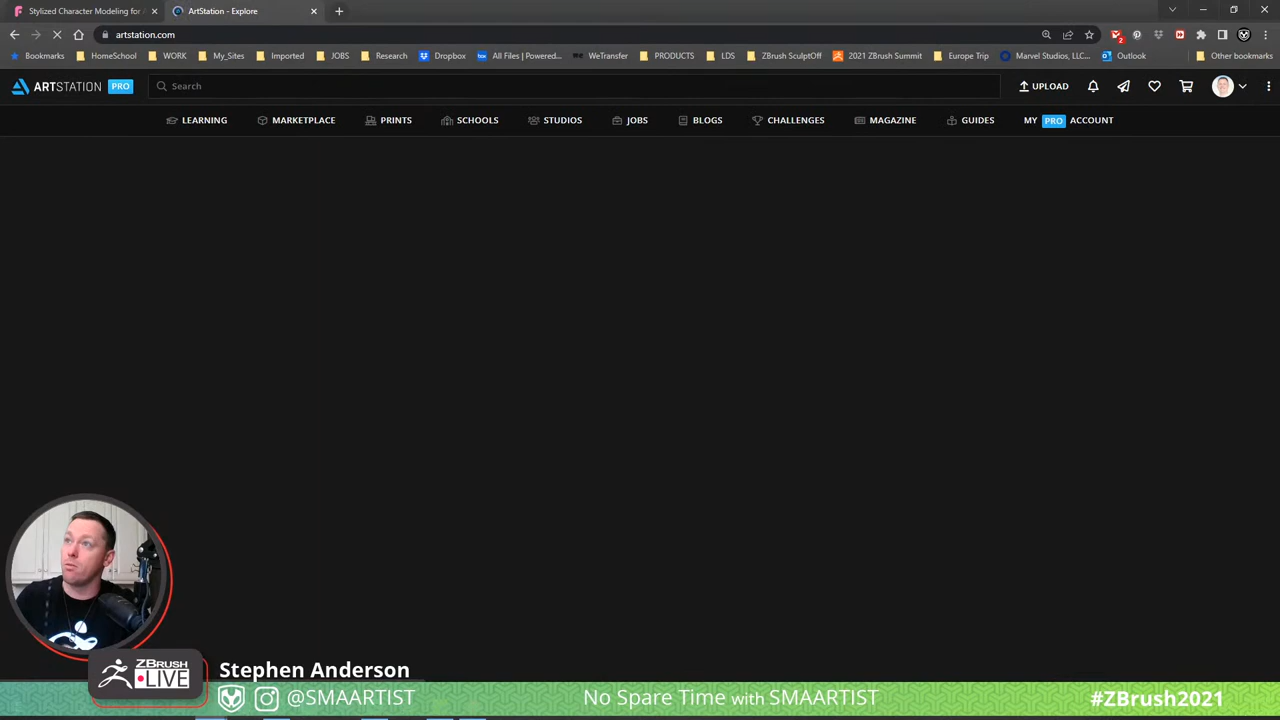 Stylized Character Modeling for A
ArtStation - Explore
artstation.com
Bookmarks
HomeSchool
WORK
My_Sites
Imported
JOBS
Research
Dropbox
All Files | Powered...
WeTransfer
PRODUCTS
LDS
ZBrush SculptOff
2021 ZBrush Summit
Europe Trip
Marvel Studios, LLC...
Outlook
Other bookmarks
ARTSTATION PRO
Search
UPLOAD
LEARNING
MARKETPLACE
PRINTS
SCHOOLS
STUDIOS
JOBS
BLOGS
CHALLENGES
MAGAZINE
GUIDES
MY PRO ACCOUNT
ZBRUSH
LIVE
Stephen Anderson
@SMAARTIST
No Spare Time with SMAARTIST
#ZBrush2021